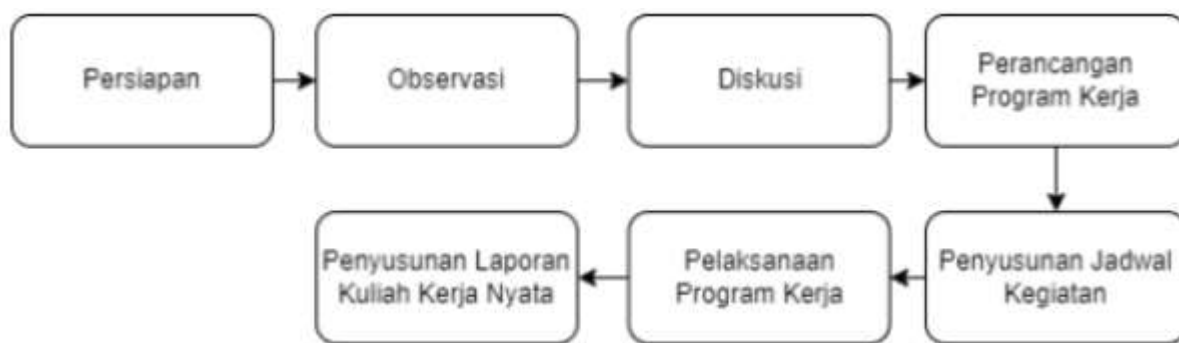 Persiapan
Observasi
Diskusi
Perancangan
Program Kerja
Penyusunan Jadwal
Kegiatan
Pelaksanaan
Program Kerja
Penyusunan Laporan
Kuliah Kerja Nyata